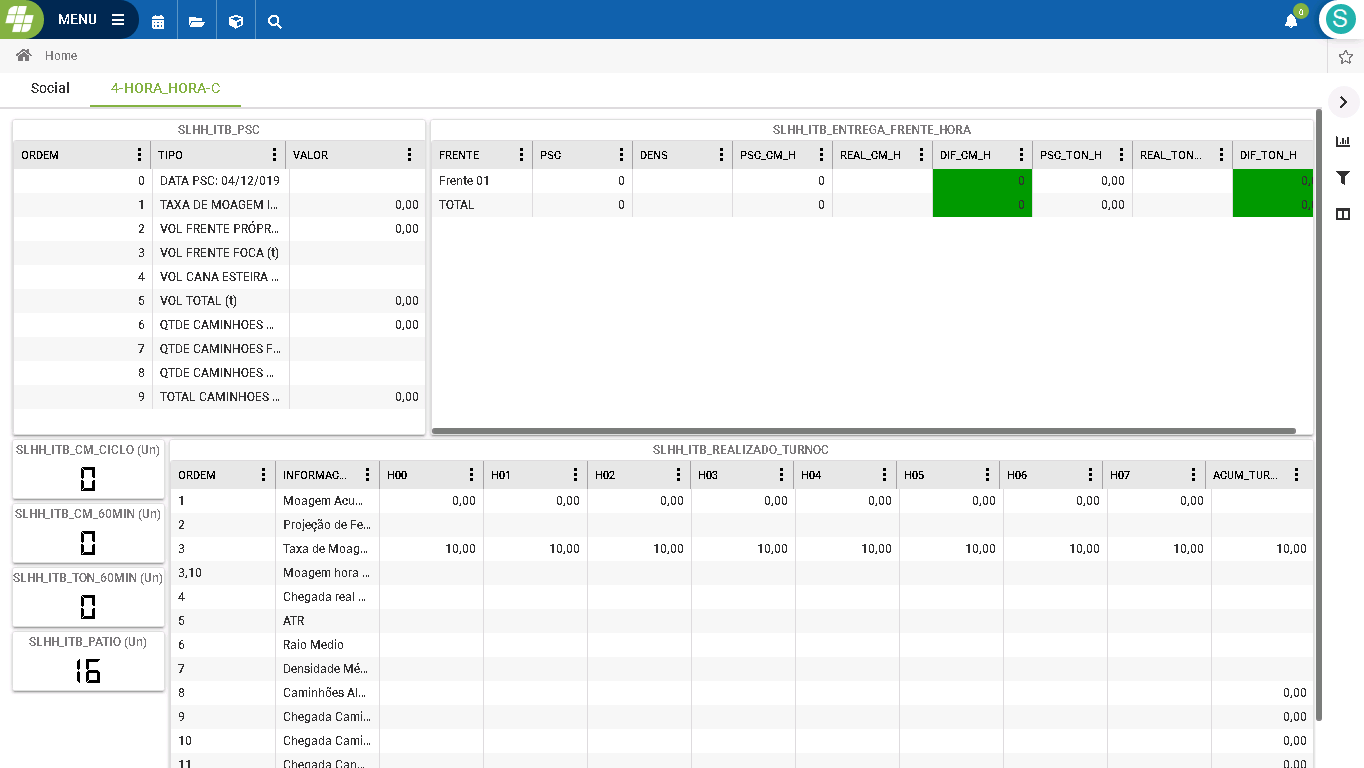 MENU
0
S
Home
Social 4-HORA_HORA-C
SLHH_ITB_PSC
ORDEM TIPO VALOR
0 DATA PSC: 04/12/019
1 TAXA DE MOAGEM I... 0,00
2 VOL FRENTE PRÓPR... 0,00
3 VOL FRENTE FOCA (t)
4 VOL CANA ESTEIRA ...
5 VOL TOTAL (t) 0,00
6 QTDE CAMINHOES ... 0,00
7 QTDE CAMINHOES F...
8 QTDE CAMINHOES ...
9 TOTAL CAMINHOES ... 0,00
SLHH_ITB_ENTREGA_FRENTE_HORA
FRENTE PSC DENS PSC_CM_H REAL_CM_H DIF_CM_H PSC_TON_H REAL_TON... DIF_TON_H
Frente 01 0 0 0 0,00 0,
TOTAL 0 0 0 0,00 0,
SLHH_ITB_CM_CICLO (Un)
0
SLHH_ITB_CM_60MIN (Un)
0
SLHH_ITB_TON_60MIN (Un)
0
SLHH_ITB_PATIO (Un)
16
SLHH_ITB_REALIZADO_TURNOC
ORDEM INFORMAC... H00 H01 H02 H03 H04 H05 H06 H07 AGUM_TUR...
1 Moagem Acu... 0,00 0,00 0,00 0,00 0,00 0,00 0,00 0,00
2 Projeção de Fe...
3 Taxa de Moag... 10,00 10,00 10,00 10,00 10,00 10,00 10,00 10,00 10,00
3,10 Moagem hora ...
4 Chegada real ...
5 ATR
6 Raio Medio
7 Densidade Mé...
8 Caminhões Al... 0,00
9 Chegada Cami... 0,00
10 Chegada Cami... 0,00
11 Chegada Can... 0,00